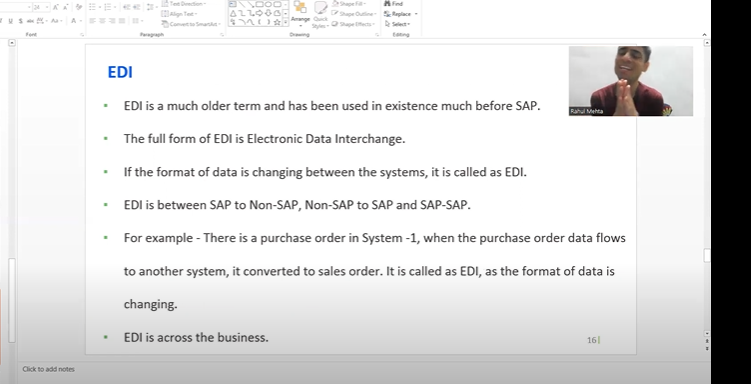 Text Direction
Align Text
Convert to SmartArt
Arrange
Quick
Styles
Shape Fill
Shape Outline
Shape Effects
Find
Replace
Select
Font
Paragraph
Drawing
Editing
EDI
EDI is a much older term and has been used in existence much before SAP.
The full form of EDI is Electronic Data Interchange.
If the format of data is changing between the systems, it is called as EDI.
EDI is between SAP to Non-SAP, Non-SAP to SAP and SAP-SAP.
For example - There is a purchase order in System -1, when the purchase order data flows
to another system, it converted to sales order. It is called as EDI, as the format of data is
changing.
EDI is across the business.
16
Rahul Mehta
Click to add notes